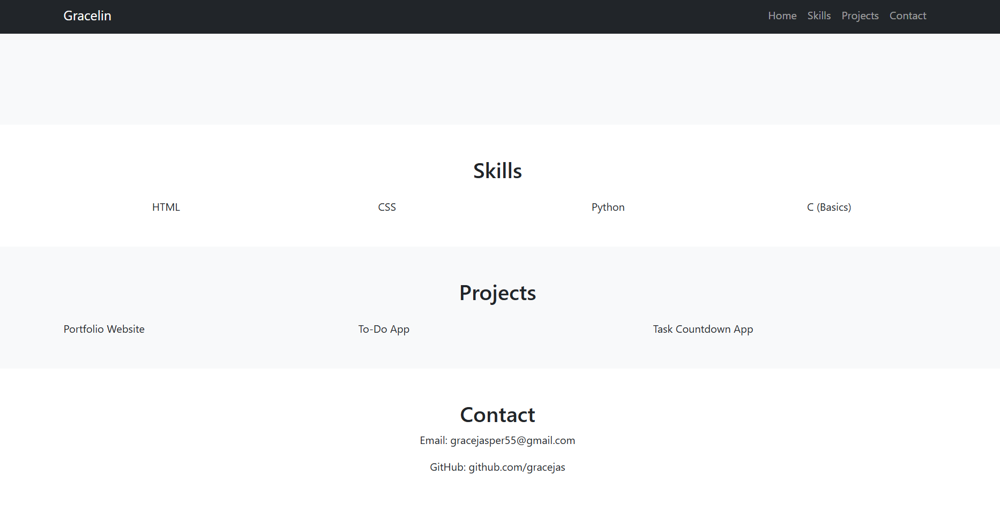 Gracelin Home Skills Projects Contact
Skills
HTML CSS Python C (Basics)
Projects
Portfolio Website To-Do App Task Countdown App
Contact
Email: gracejasper55@gmail.com
GitHub: github.com/gracejas